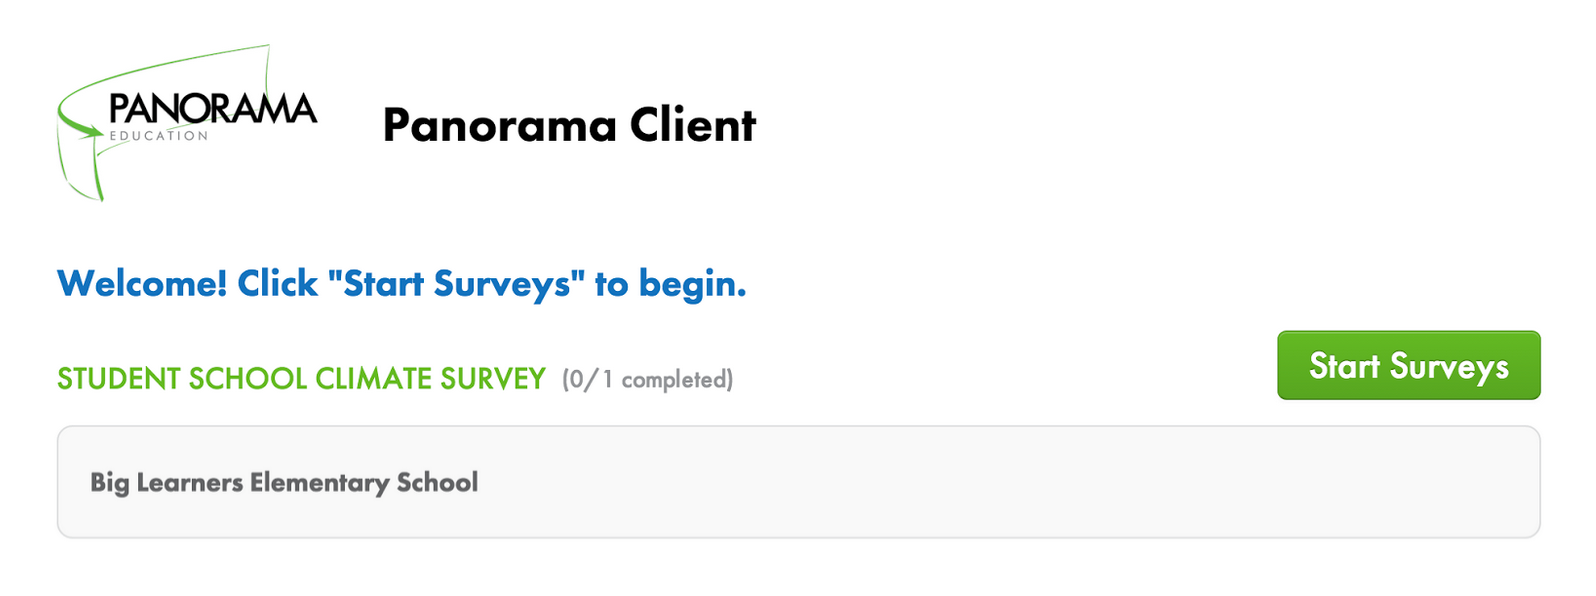 PANORAMA
EDUCATION
Panorama Client
Welcome! Click "Start Surveys" to begin.
STUDENT SCHOOL CLIMATE SURVEY (0/1 completed)
Start Surveys
Big Learners Elementary School